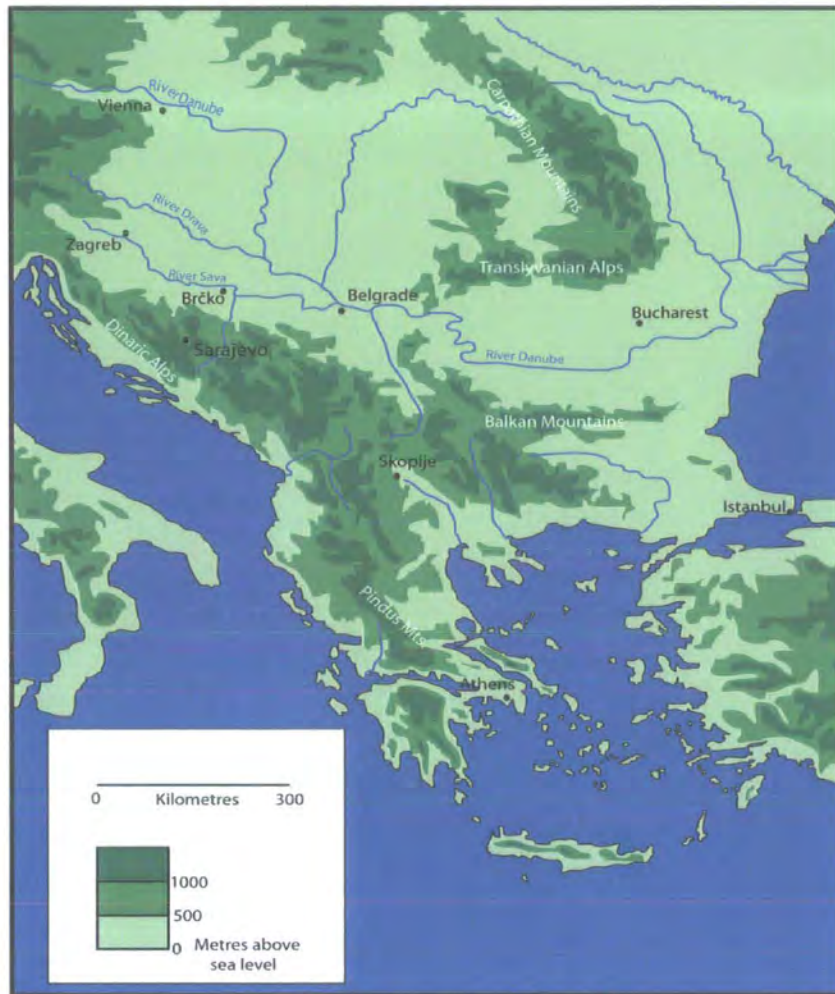 River Danube
Vienna
Carpathian Mountains
River Drava
Zagreb
River Sava
Translyvanian Alps
Brčko
Belgrade
Bucharest
Sarajevo
Dinaric Alps
River Danube
Balkan Mountains
Skoplje
Istanbul
Pindus Mts.
Athens
0 Kilometres 300
1000
500
0 Metres above
sea level